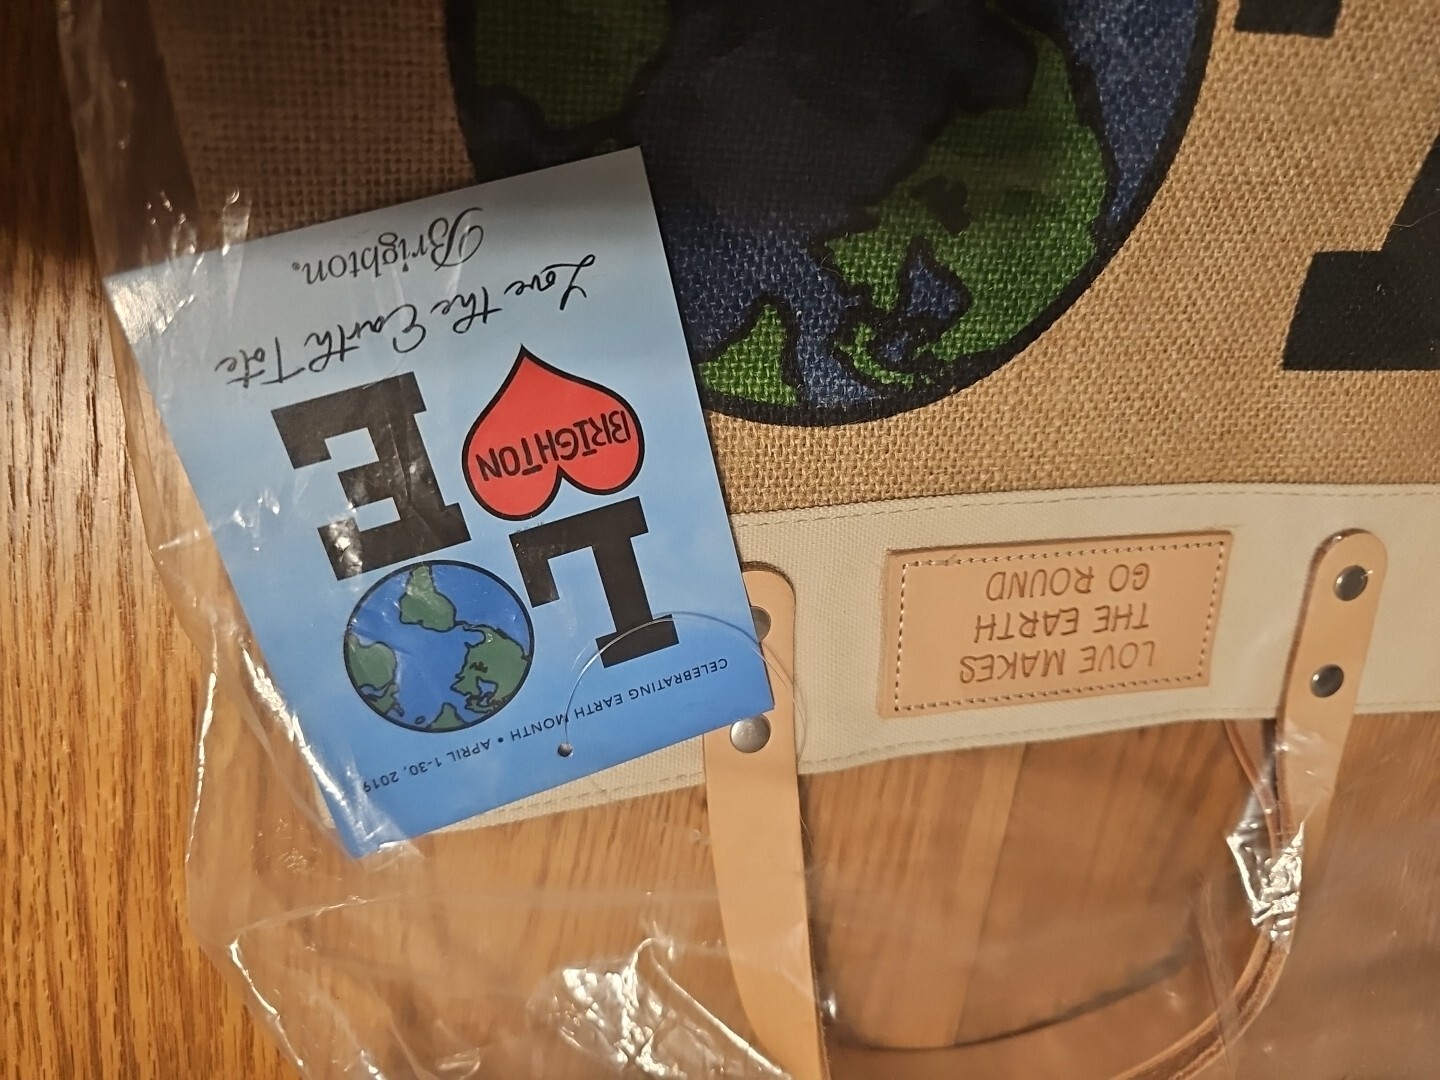 CELEBRATING EARTH MONTH • APRIL 1-30, 2019
L
BRIGHTON
E
Love the Earth Tote
Brighton.
LOVE MAKES
THE EARTH
GO ROUND